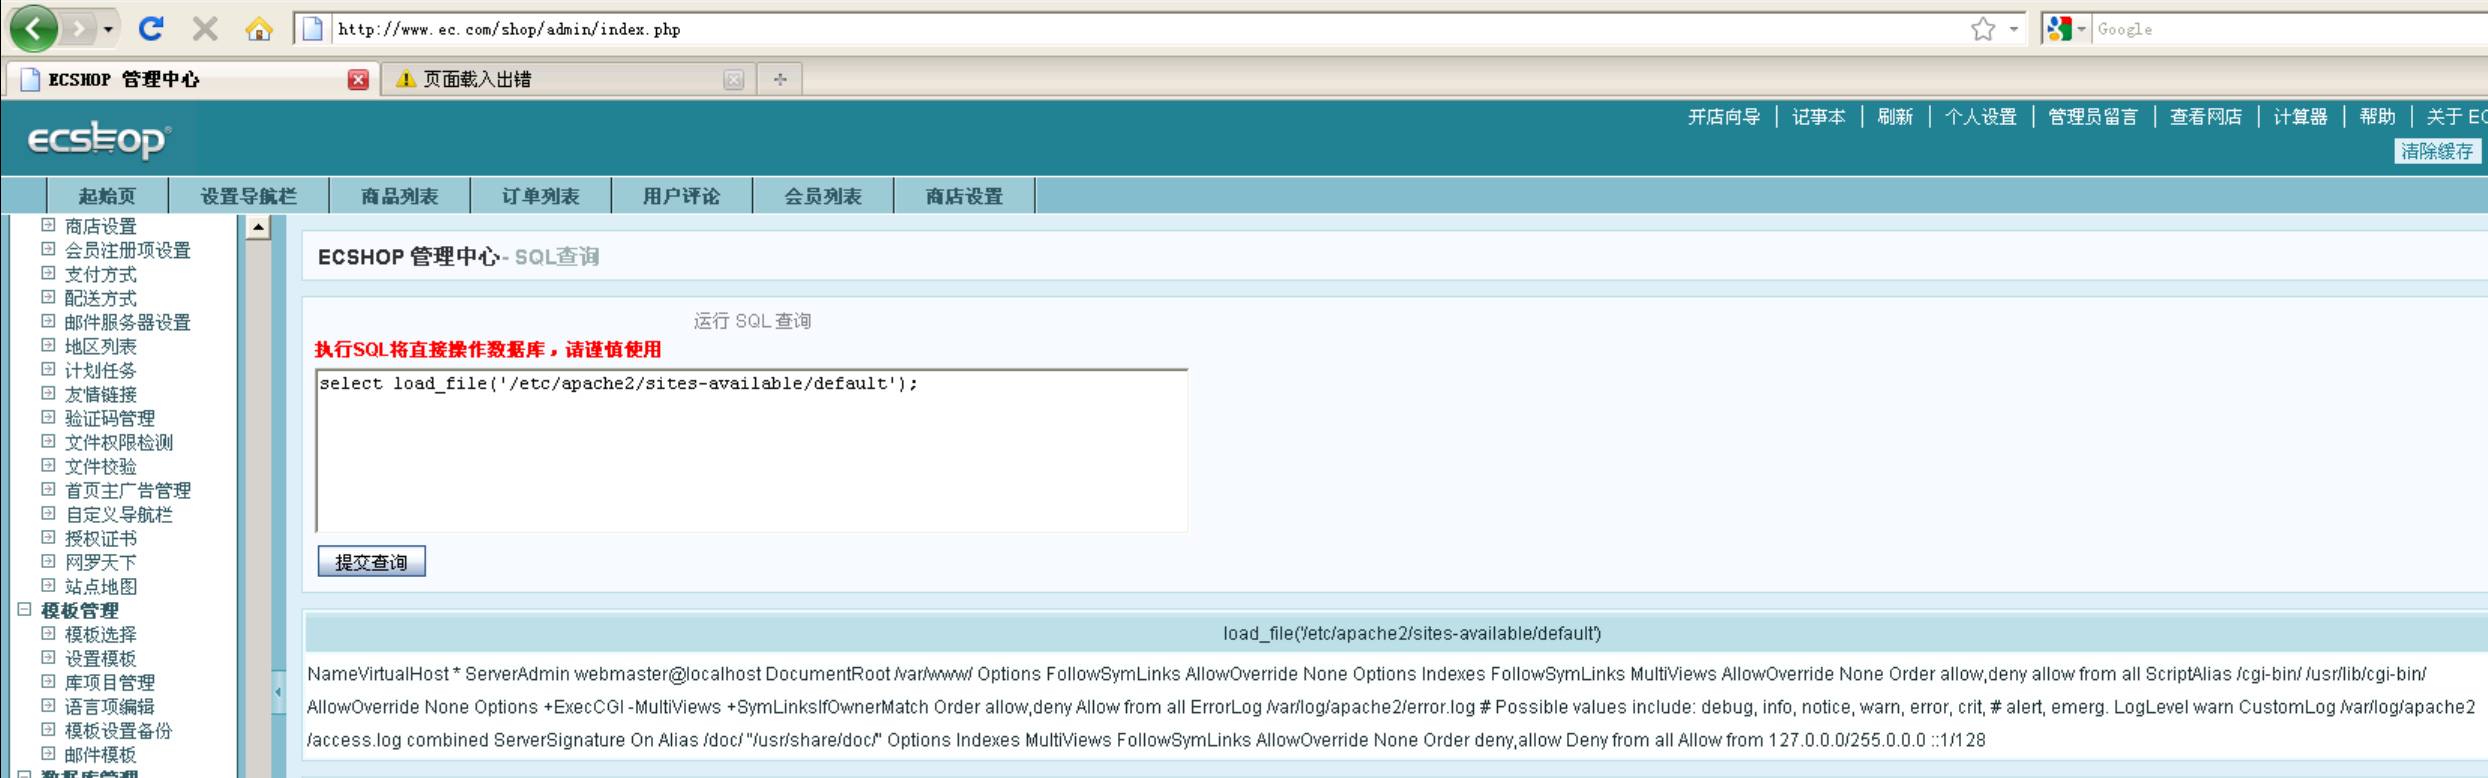 http://www.ec.com/shop/admin/index.php
Google
ECSHOP 管理中心
页面载入出错
ecshop
开店向导 | 记事本 | 刷新 | 个人设置 | 管理员留言 | 查看网店 | 计算器 | 帮助 | 关于 EC
清除缓存
起始页 设置导航栏 商品列表 订单列表 用户评论 会员列表 商店设置
商店设置
会员注册项设置
支付方式
配送方式
邮件服务器设置
地区列表
计划任务
友情链接
验证码管理
文件权限检测
文件校验
首页主广告管理
自定义导航栏
授权证书
网罗天下
站点地图
模板管理
模板选择
设置模板
库项目管理
语言项编辑
模板设置备份
邮件模板
数据库管理
ECSHOP 管理中心- SQL查询
运行 SQL 查询
执行SQL将直接操作数据库，请谨慎使用
select load_file('/etc/apache2/sites-available/default');
提交查询
load_file('/etc/apache2/sites-available/default')
NameVirtualHost * ServerAdmin webmaster@localhost DocumentRoot /var/www/ Options FollowSymLinks AllowOverride None Options Indexes FollowSymLinks MultiViews AllowOverride None Order allow,deny allow from all ScriptAlias /cgi-bin/ /usr/lib/cgi-bin/
AllowOverride None Options +ExecCGI -MultiViews +SymLinksIfOwnerMatch Order allow,deny Allow from all ErrorLog /var/log/apache2/error.log # Possible values include: debug, info, notice, warn, error, crit, # alert, emerg. LogLevel warn CustomLog /var/log/apache2
/access.log combined ServerSignature On Alias /doc/ "/usr/share/doc/" Options Indexes MultiViews FollowSymLinks AllowOverride None Order deny,allow Deny from all Allow from 127.0.0.0/255.0.0.0 ::1/128